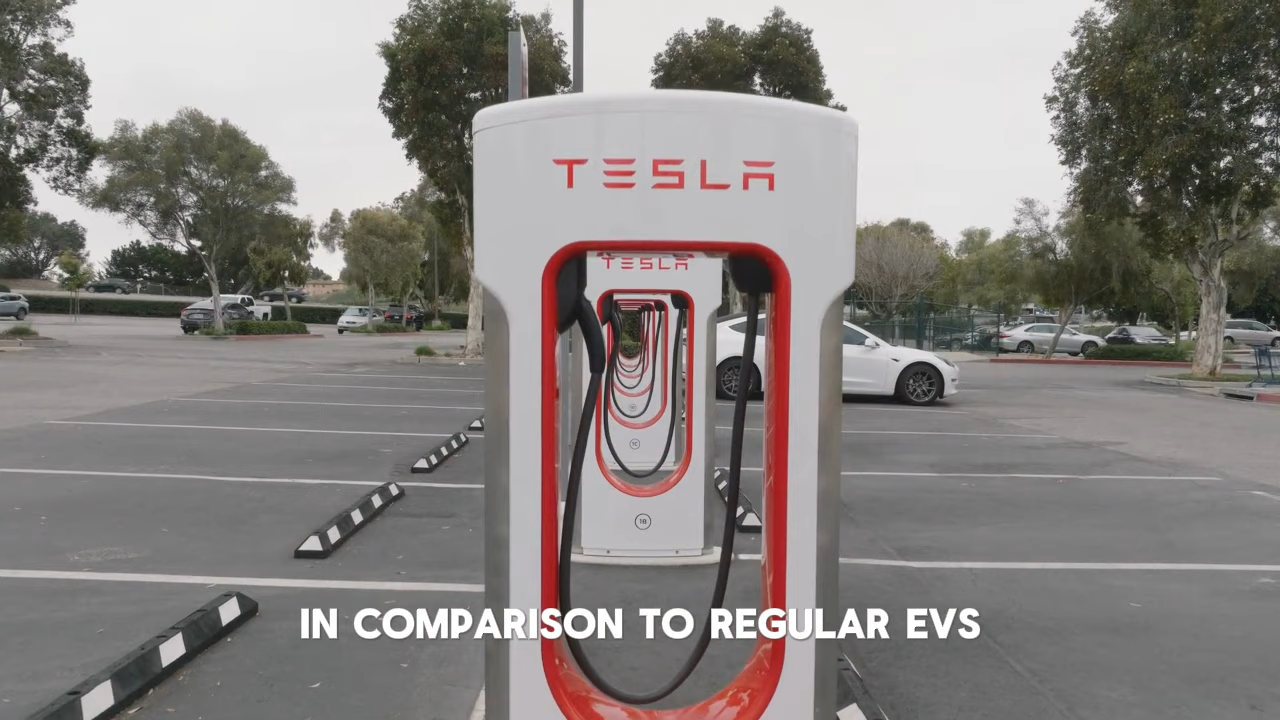 TESLA
TESLA
1C
1B
IN COMPARISON TO REGULAR EVS